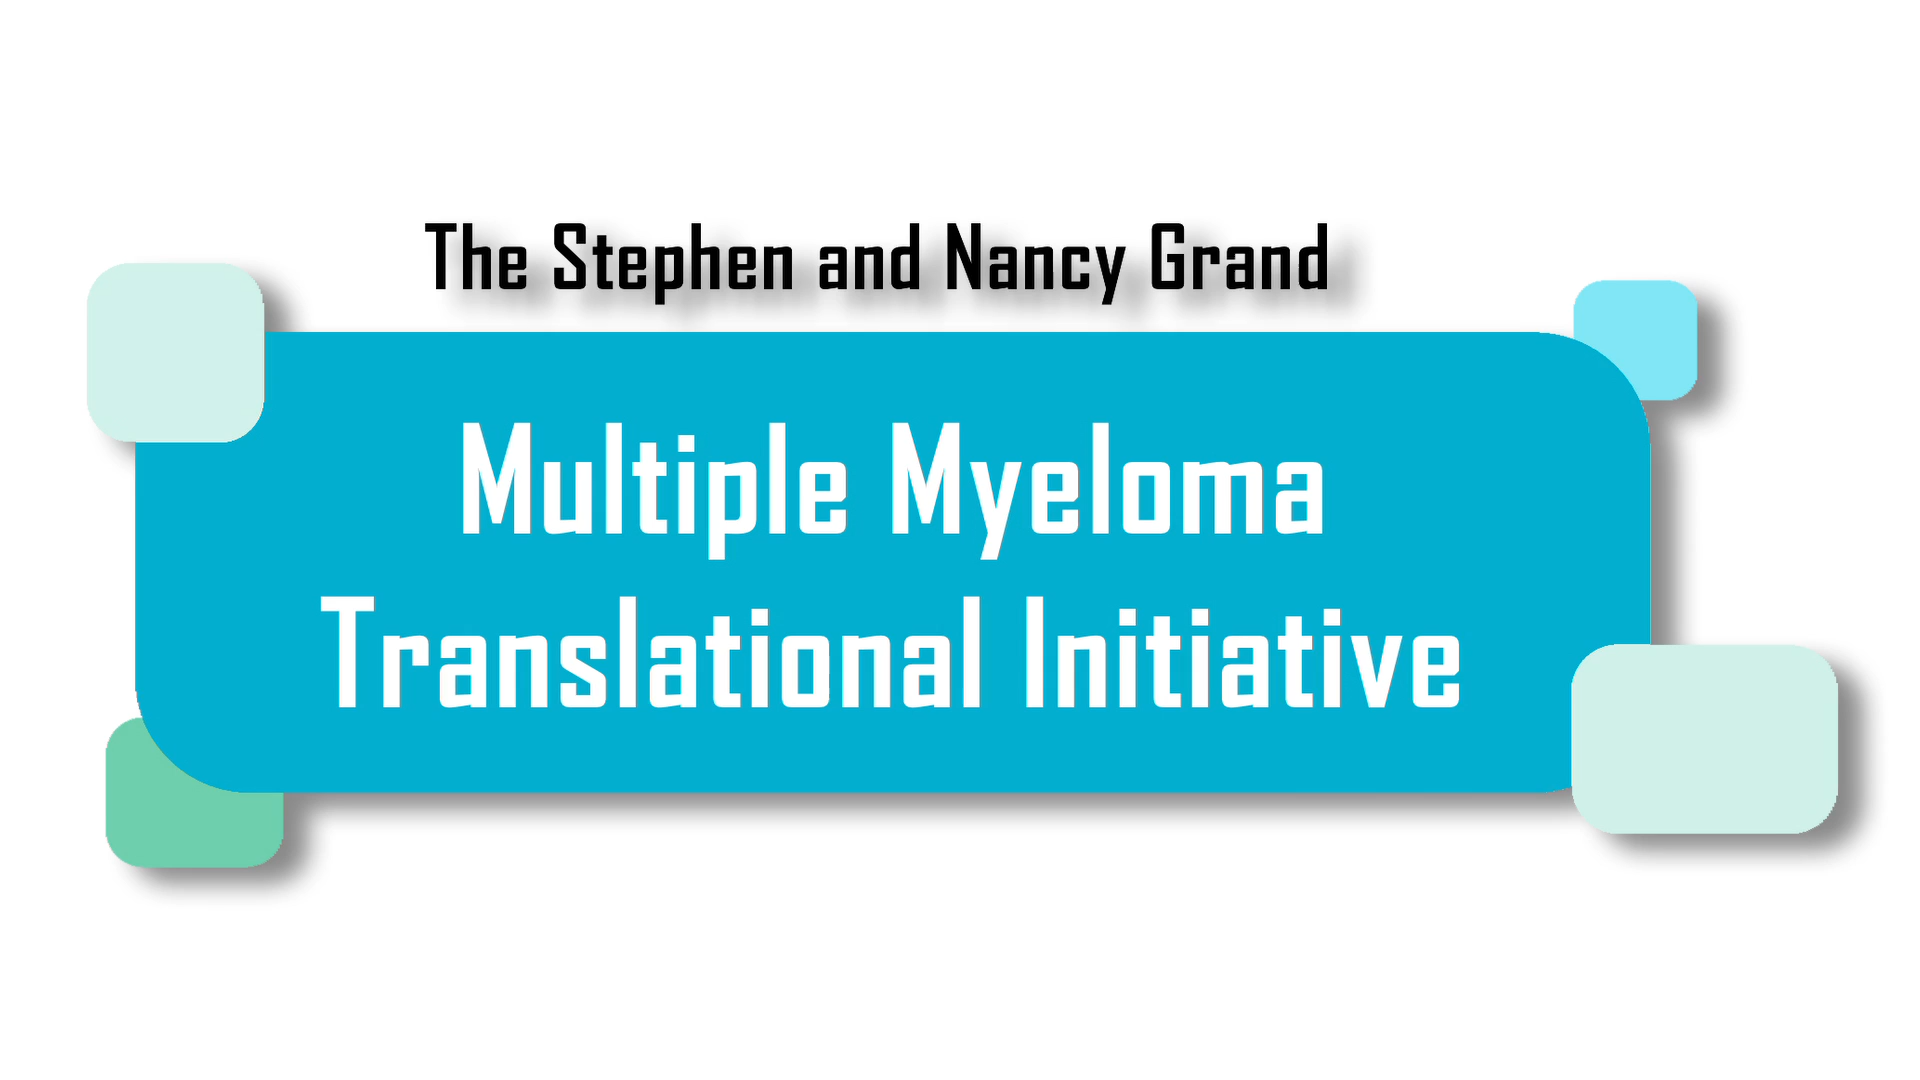 The Stephen and Nancy Grand
Multiple Myeloma
Translational Initiative